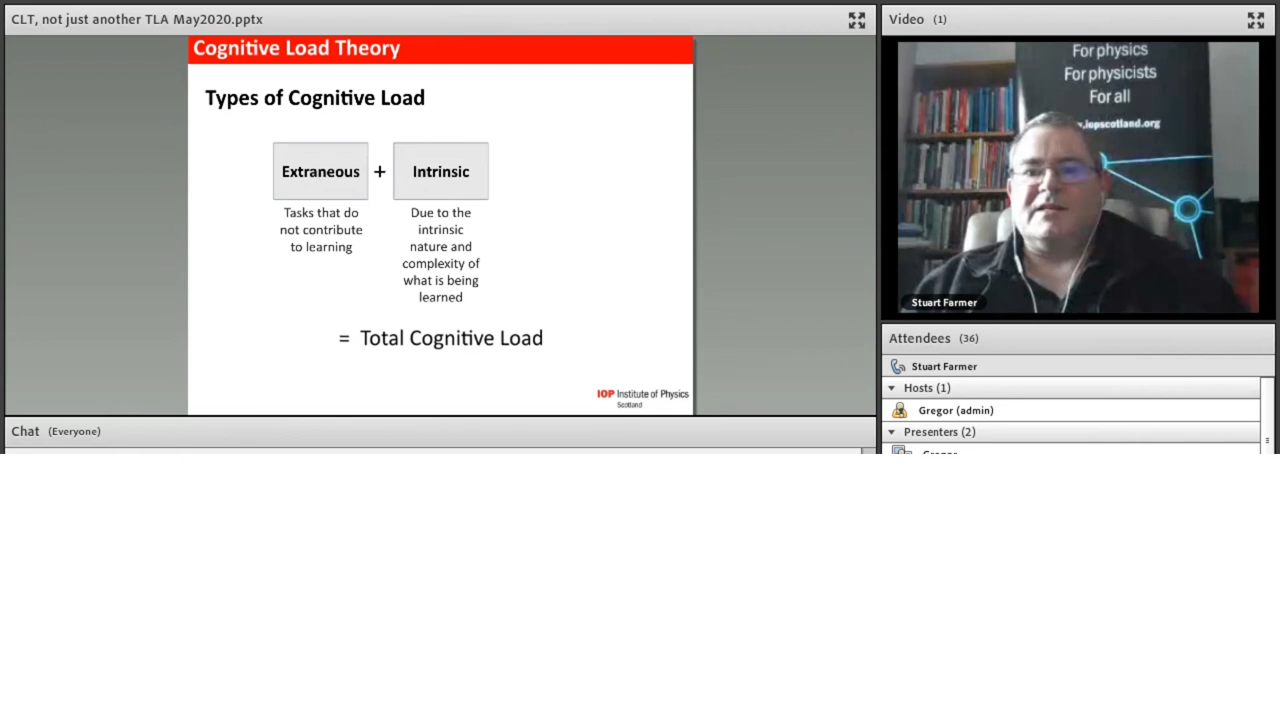 CLT, not just another TLA May2020.pptx
Cognitive Load Theory
Types of Cognitive Load
Extraneous + Intrinsic
Tasks that do
not contribute
to learning
Due to the
intrinsic
nature and
complexity of
what is being
learned
= Total Cognitive Load
IOP Institute of Physics
Scotland
Chat (Everyone)
Video (1)
For physics
For physicists
For all
.iopscotland.org
Stuart Farmer
Attendees (36)
Stuart Farmer
Hosts (1)
Gregor (admin)
Presenters (2)